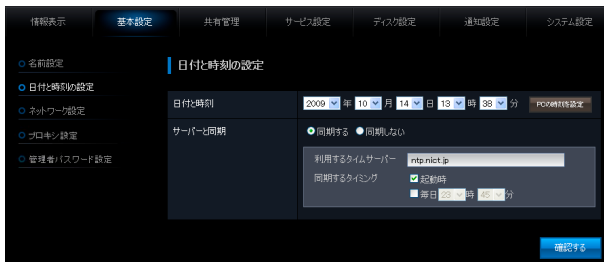 情報表示 基本設定 共有管理 サービス設定 ディスク設定 通知設定 システム設定
名前設定
日付と時刻の設定
ネットワーク設定
プロキシ設定
管理者パスワード設定
日付と時刻の設定
日付と時刻 2009 年 10 月 14 日 13 時 38 分 PCの時刻を設定
サーバーと同期 同期する 同期しない
利用するタイムサーバー ntp.nict.jp
同期するタイミング 起動時
毎日 23 時 45 分
確認する